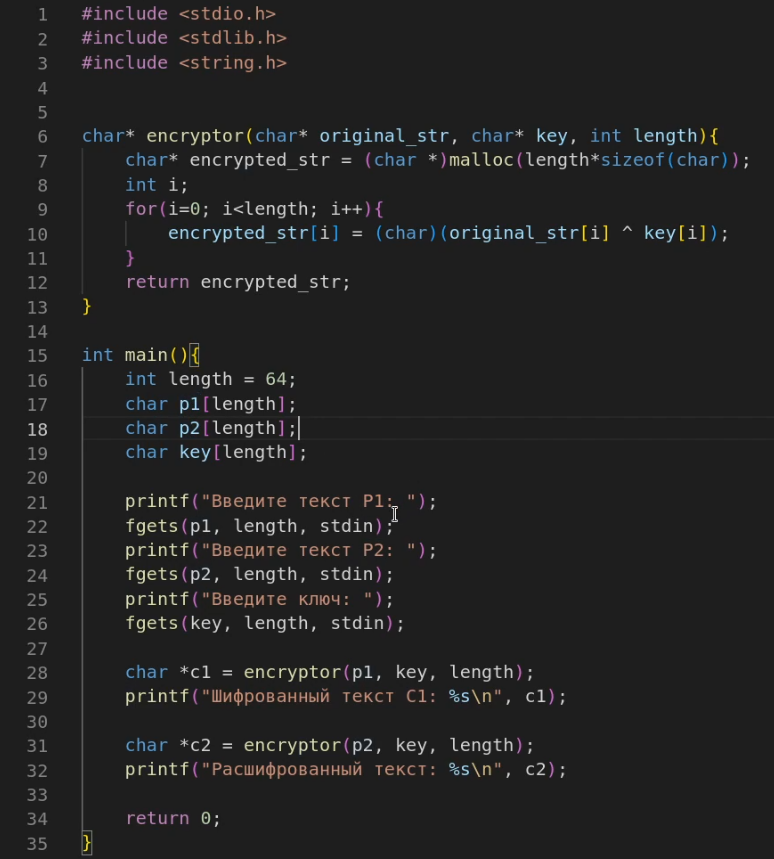 1 #include <stdio.h>
2 #include <stdlib.h>
3 #include <string.h>
4
5
6 char* encryptor(char* original_str, char* key, int length){
7     char* encrypted_str = (char *)malloc(length*sizeof(char));
8     int i;
9     for(i=0; i<length; i++){
10         encrypted_str[i] = (char)(original_str[i] ^ key[i]);
11     }
12     return encrypted_str;
13 }
14
15 int main(){
16     int length = 64;
17     char p1[length];
18     char p2[length];
19     char key[length];
20
21     printf("Введите текст P1: ");
22     fgets(p1, length, stdin);
23     printf("Введите текст P2: ");
24     fgets(p2, length, stdin);
25     printf("Введите ключ: ");
26     fgets(key, length, stdin);
27
28     char *c1 = encryptor(p1, key, length);
29     printf("Шифрованный текст C1: %s\n", c1);
30
31     char *c2 = encryptor(p2, key, length);
32     printf("Расшифрованный текст: %s\n", c2);
33
34     return 0;
35 }